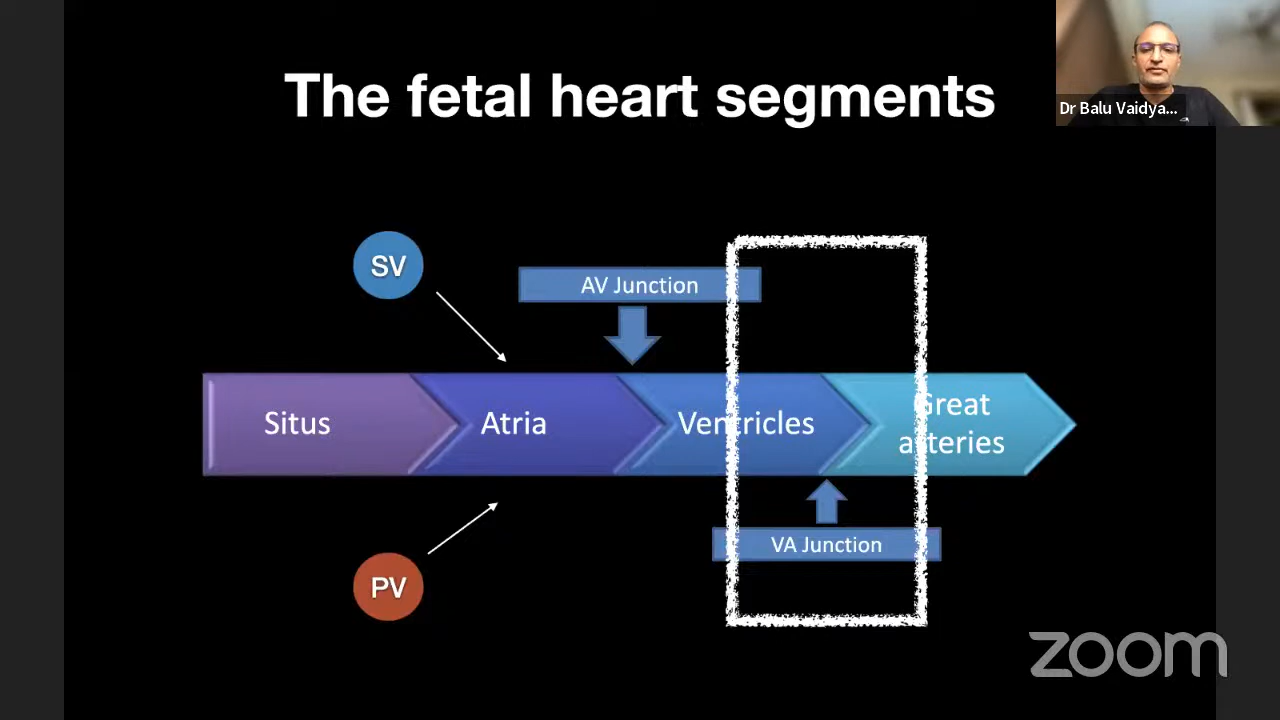 The fetal heart segments
Dr Balu Vaidya...
SV
AV Junction
Situs
Atria
Ventricles
Great
arteries
VA Junction
PV
zoom